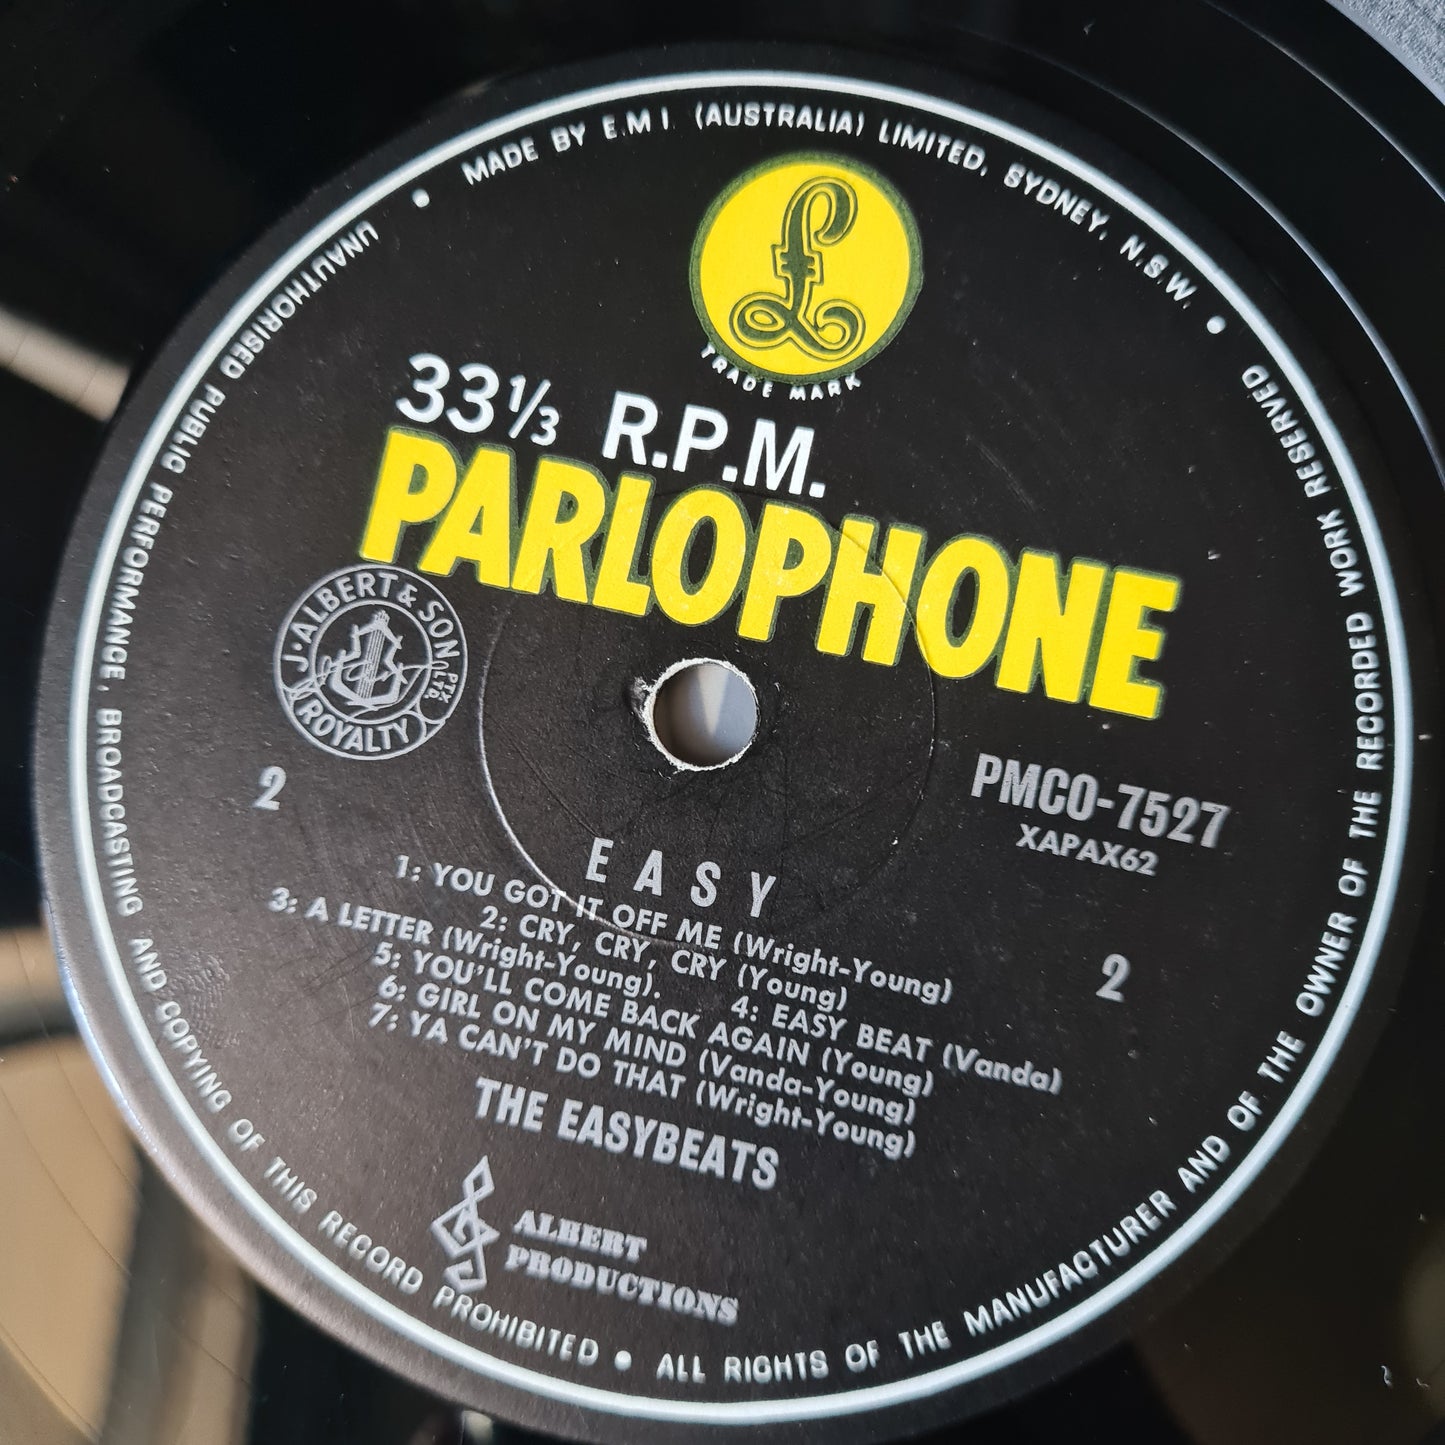 MADE BY E.M.I. (AUSTRALIA) LIMITED, SYDNEY, N.S.W. •
ALL RIGHTS OF THE MANUFACTURER AND OF THE OWNER OF THE RECORDED WORK RESERVED
UNAUTHORISED PUBLIC PERFORMANCE, BROADCASTING AND COPYING OF THIS RECORD PROHIBITED •
£
TRADE MARK
33⅓ R.P.M.
PARLOPHONE
J. ALBERT & SON PTY. LTD.
ROYALTY
2
PMCO-7527
XAPAX62
2
EASY
1: YOU GOT IT OFF ME (Wright-Young)
2: CRY, CRY, CRY (Young)
3: A LETTER (Wright-Young). 4: EASY BEAT (Vanda)
5: YOU'LL COME BACK AGAIN (Young)
6: GIRL ON MY MIND (Vanda-Young)
7: YA CAN'T DO THAT (Wright-Young)
THE EASYBEATS
ALBERT
PRODUCTIONS